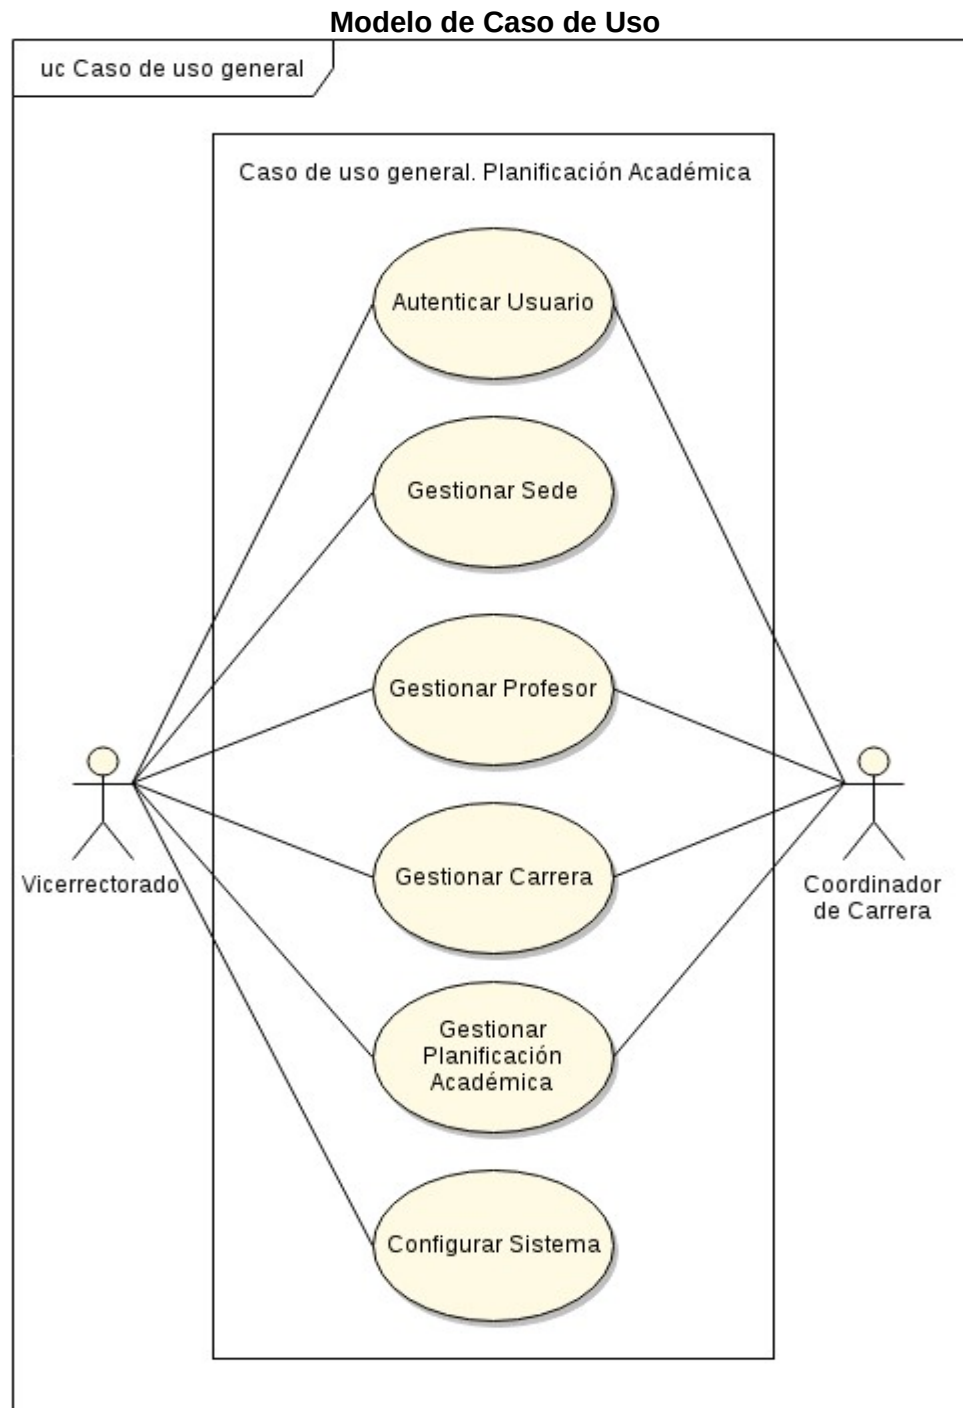 Modelo de Caso de Uso
uc Caso de uso general
Caso de uso general. Planificación Académica
Autenticar Usuario
Gestionar Sede
Gestionar Profesor
Vicerrectorado
Gestionar Carrera
Coordinador
de Carrera
Gestionar
Planificación
Académica
Configurar Sistema